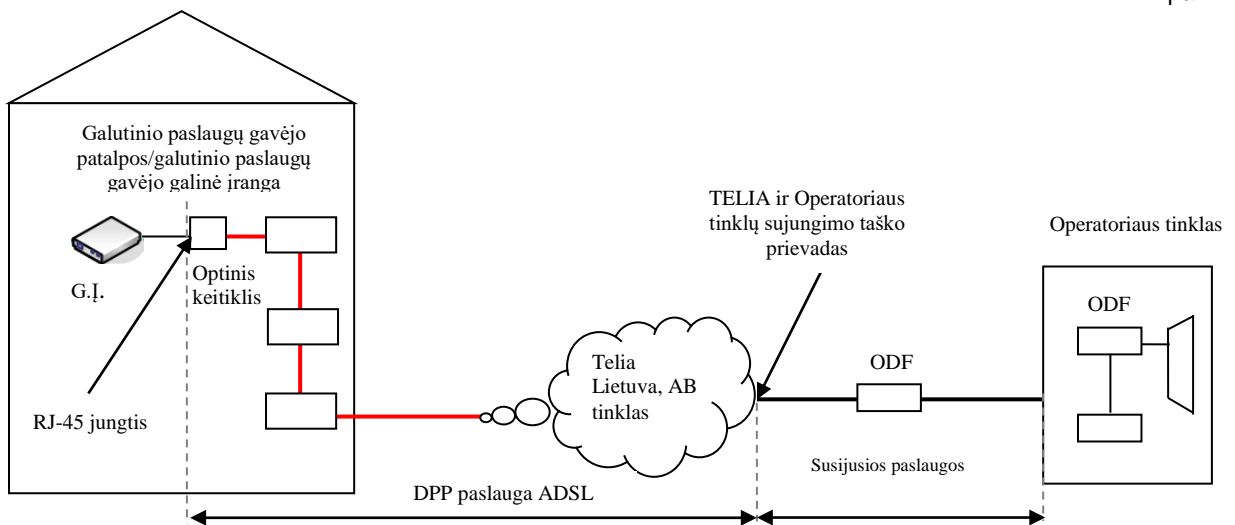 Galutinio paslaugų gavėjo
patalpos/galutinio paslaugų
gavėjo galinė įranga
G.Į.
Optinis
keitiklis
RJ-45 jungtis
Telia
Lietuva, AB
tinklas
TELIA ir Operatoriaus
tinklų sujungimo taško
prievadas
ODF
Operatoriaus tinklas
ODF
Susijusios paslaugos
DPP paslauga ADSL